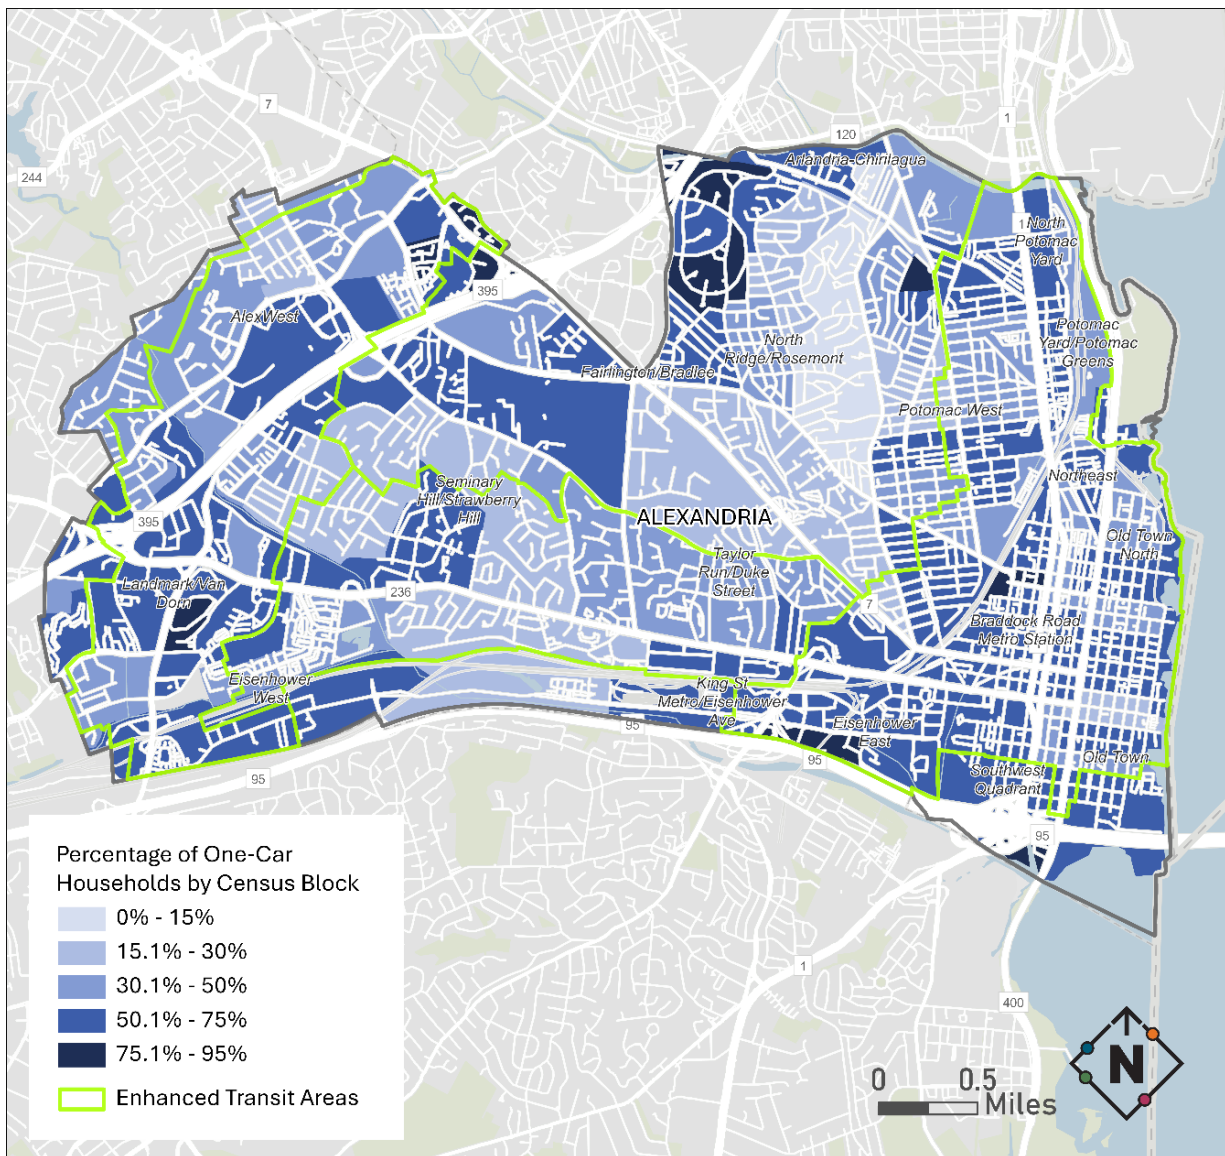 7
120
1
244
Arlandria-Chirilagua
1
North
Potomac
Yard
395
AlexWest
Potomac
Yard/Potomac
Greens
North
Ridge/Rosemont
Fairlington/Bradlee
Potomac West
Seminary
Hill/Strawberry
Hill
Northeast
395
ALEXANDRIA
Old Town
North
Taylor
Run/Duke
Street
Landmark/Van
Dorn
236
7
Braddock Road
Metro Station
Eisenhower
West
King St
Metro/Eisenhower
Ave
95
Eisenhower
East
Old Town
95
95
Southwest
Quadrant
95
Percentage of One-Car
Households by Census Block
0% - 15%
15.1% - 30%
30.1% - 50%
50.1% - 75%
75.1% - 95%
Enhanced Transit Areas
1
400
N
0 0.5
Miles